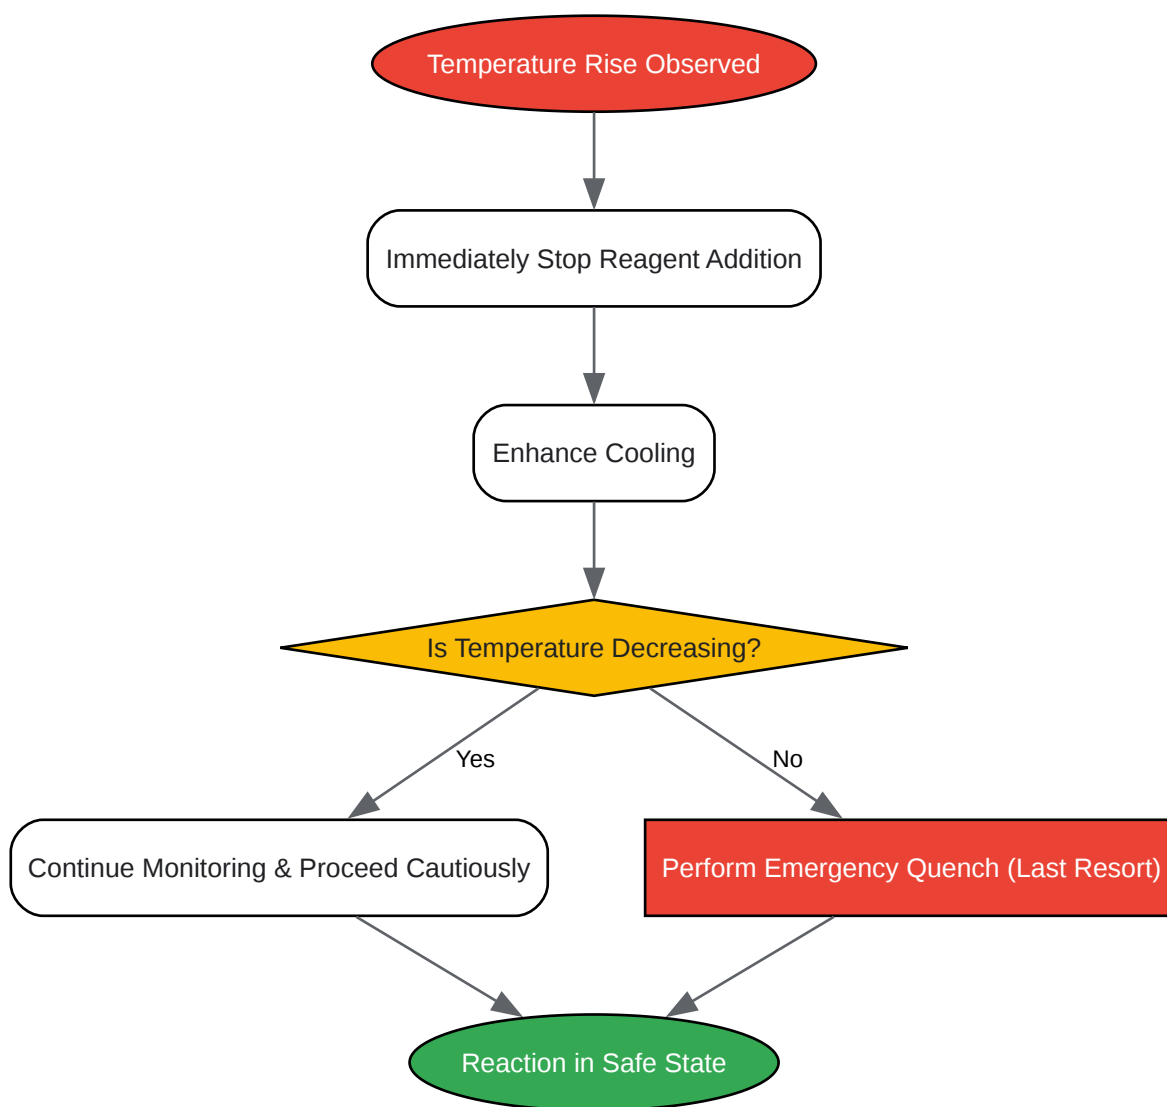 Temperature Rise Observed
Immediately Stop Reagent Addition
Enhance Cooling
Is Temperature Decreasing?
Yes
No
Continue Monitoring & Proceed Cautiously
Perform Emergency Quench (Last Resort)
Reaction in Safe State